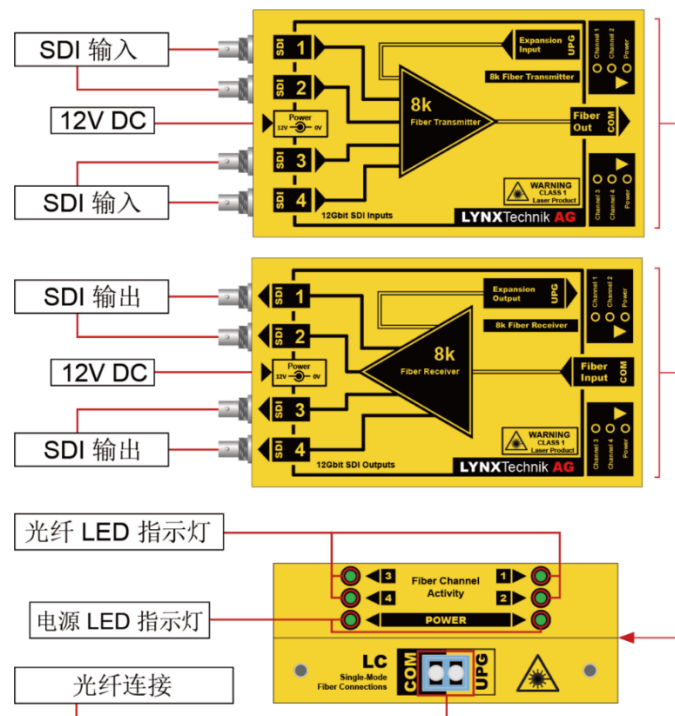 SDI 输入
12V DC
SDI 输入
SDI 1
SDI 2
Power
12V 0V
SDI 3
SDI 4
12Gbit SDI Inputs
8k
Fiber Transmitter
Expansion
Input
UPG
8k Fiber Transmitter
Fiber
Out
COM
WARNING
CLASS 1
Laser Product
LYNXTechnik AG
Channel 1
Channel 2
Power
Channel 3
Channel 4
Power
SDI 输出
12V DC
SDI 输出
SDI 1
SDI 2
Power
12V 0V
SDI 3
SDI 4
12Gbit SDI Outputs
8k
Fiber Receiver
Expansion
Output
UPG
8k Fiber Receiver
Fiber
Input
COM
WARNING
CLASS 1
Laser Product
LYNXTechnik AG
Channel 1
Channel 2
Power
Channel 3
Channel 4
Power
光纤 LED 指示灯
电源 LED 指示灯
光纤连接
3
4
Fiber Channel
Activity
1
2
POWER
LC
Single-Mode
Fiber Connections
COM
UPG